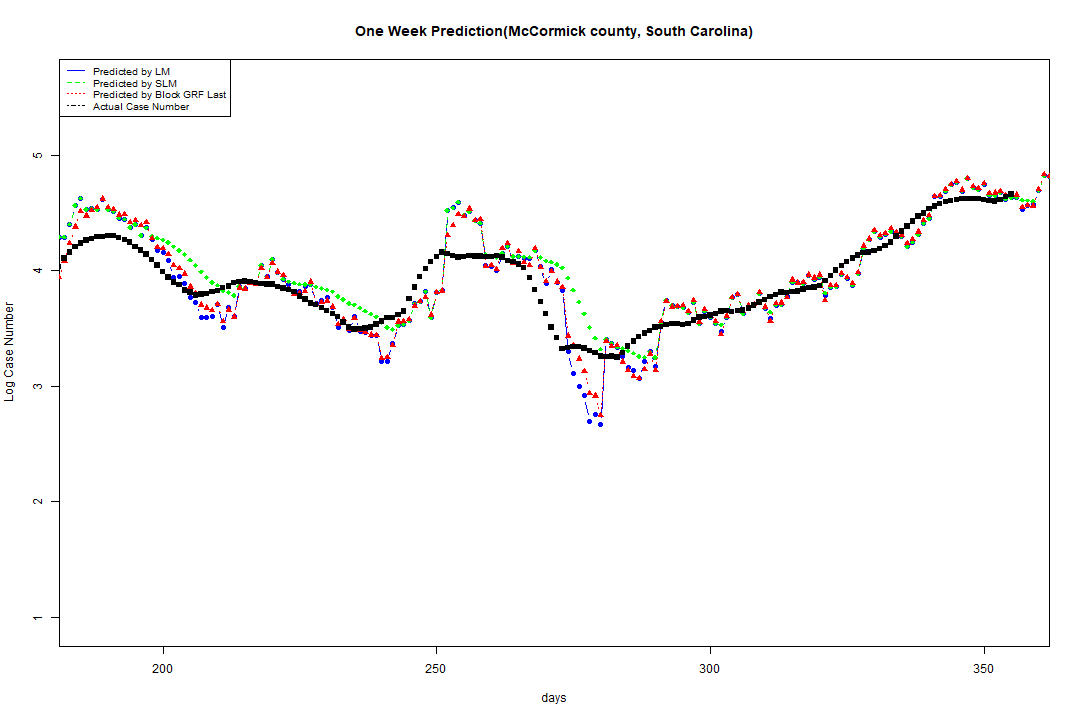 One Week Prediction(McCormick county, South Carolina)
Predicted by LM
Predicted by SLM
Predicted by Block GRF Last
Actual Case Number
5
4
3
2
1
Log Case Number
200 250 300 350
days